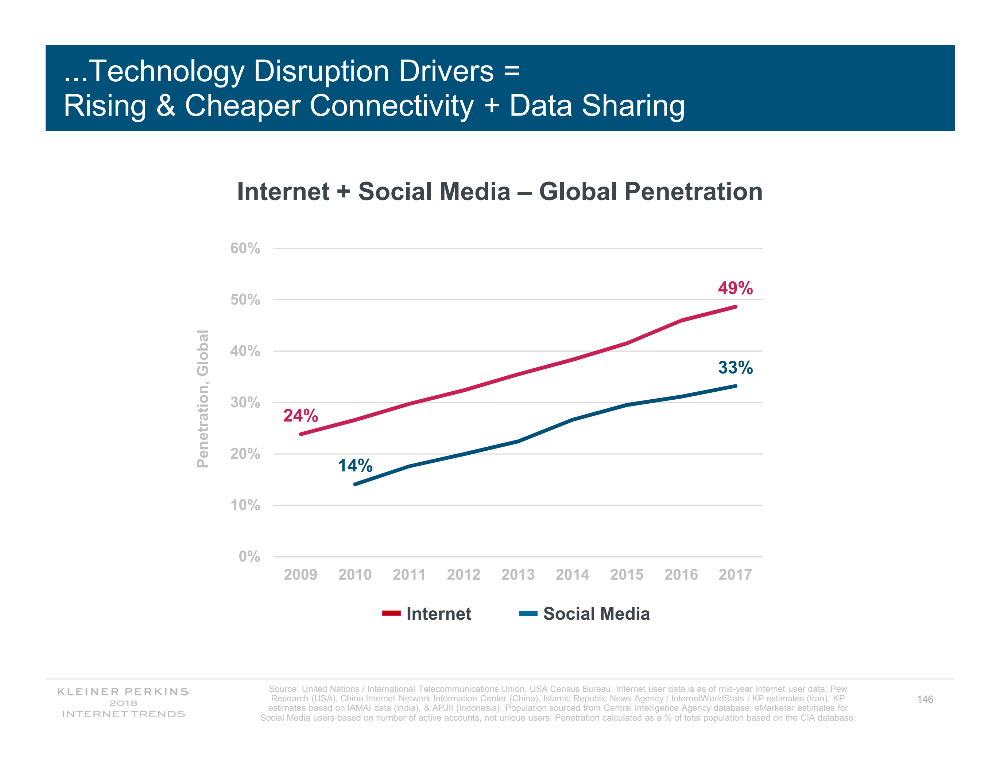 ...Technology Disruption Drivers =
Rising & Cheaper Connectivity + Data Sharing
Internet + Social Media – Global Penetration
60%
50%
40%
30%
20%
10%
0%
Penetration, Global
49%
33%
24%
14%
2009 2010 2011 2012 2013 2014 2015 2016 2017
Internet Social Media
KLEINER PERKINS
2018
INTERNET TRENDS
Source: United Nations / International Telecommunications Union, USA Census Bureau. Internet user data is as of mid-year Internet user data: Pew
Research (USA), China Internet Network Information Center (China), Islamic Republic News Agency / InternetWorldStats / KP estimates (Iran), KP
estimates based on IAMAI data (India), & APJII (Indonesia). Population sourced from Central Intelligence Agency database. eMarketer estimates for
Social Media users based on number of active accounts, not unique users. Penetration calculated as a % of total population based on the CIA database.
146